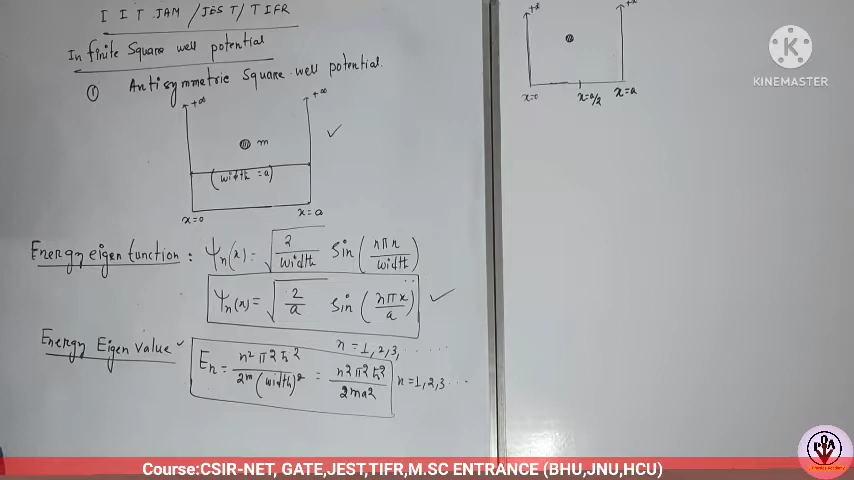 I I T JAM /JEST/ TIFR
Infinite Square well potential
① Antisymmetric Square well potential.
+∞ +∞
m ✓
(width = a)
x=0 x=a
Energy eigen function : Ψn(x) = √(2/width) Sin(nπx/width)
Ψn(x) = √(2/a) Sin(nπx/a) ✓
n = 1, 2, 3, ......
Energy Eigen value ✓ En = n²π²ħ²/2m(width)² = n²π²ħ²/2ma² n = 1,2,3 ...
+∞ +∞
x=0 x=a/2 x=a
K
KINEMASTER
Course:CSIR-NET, GATE,JEST,TIFR,M.SC ENTRANCE (BHU,JNU,HCU)